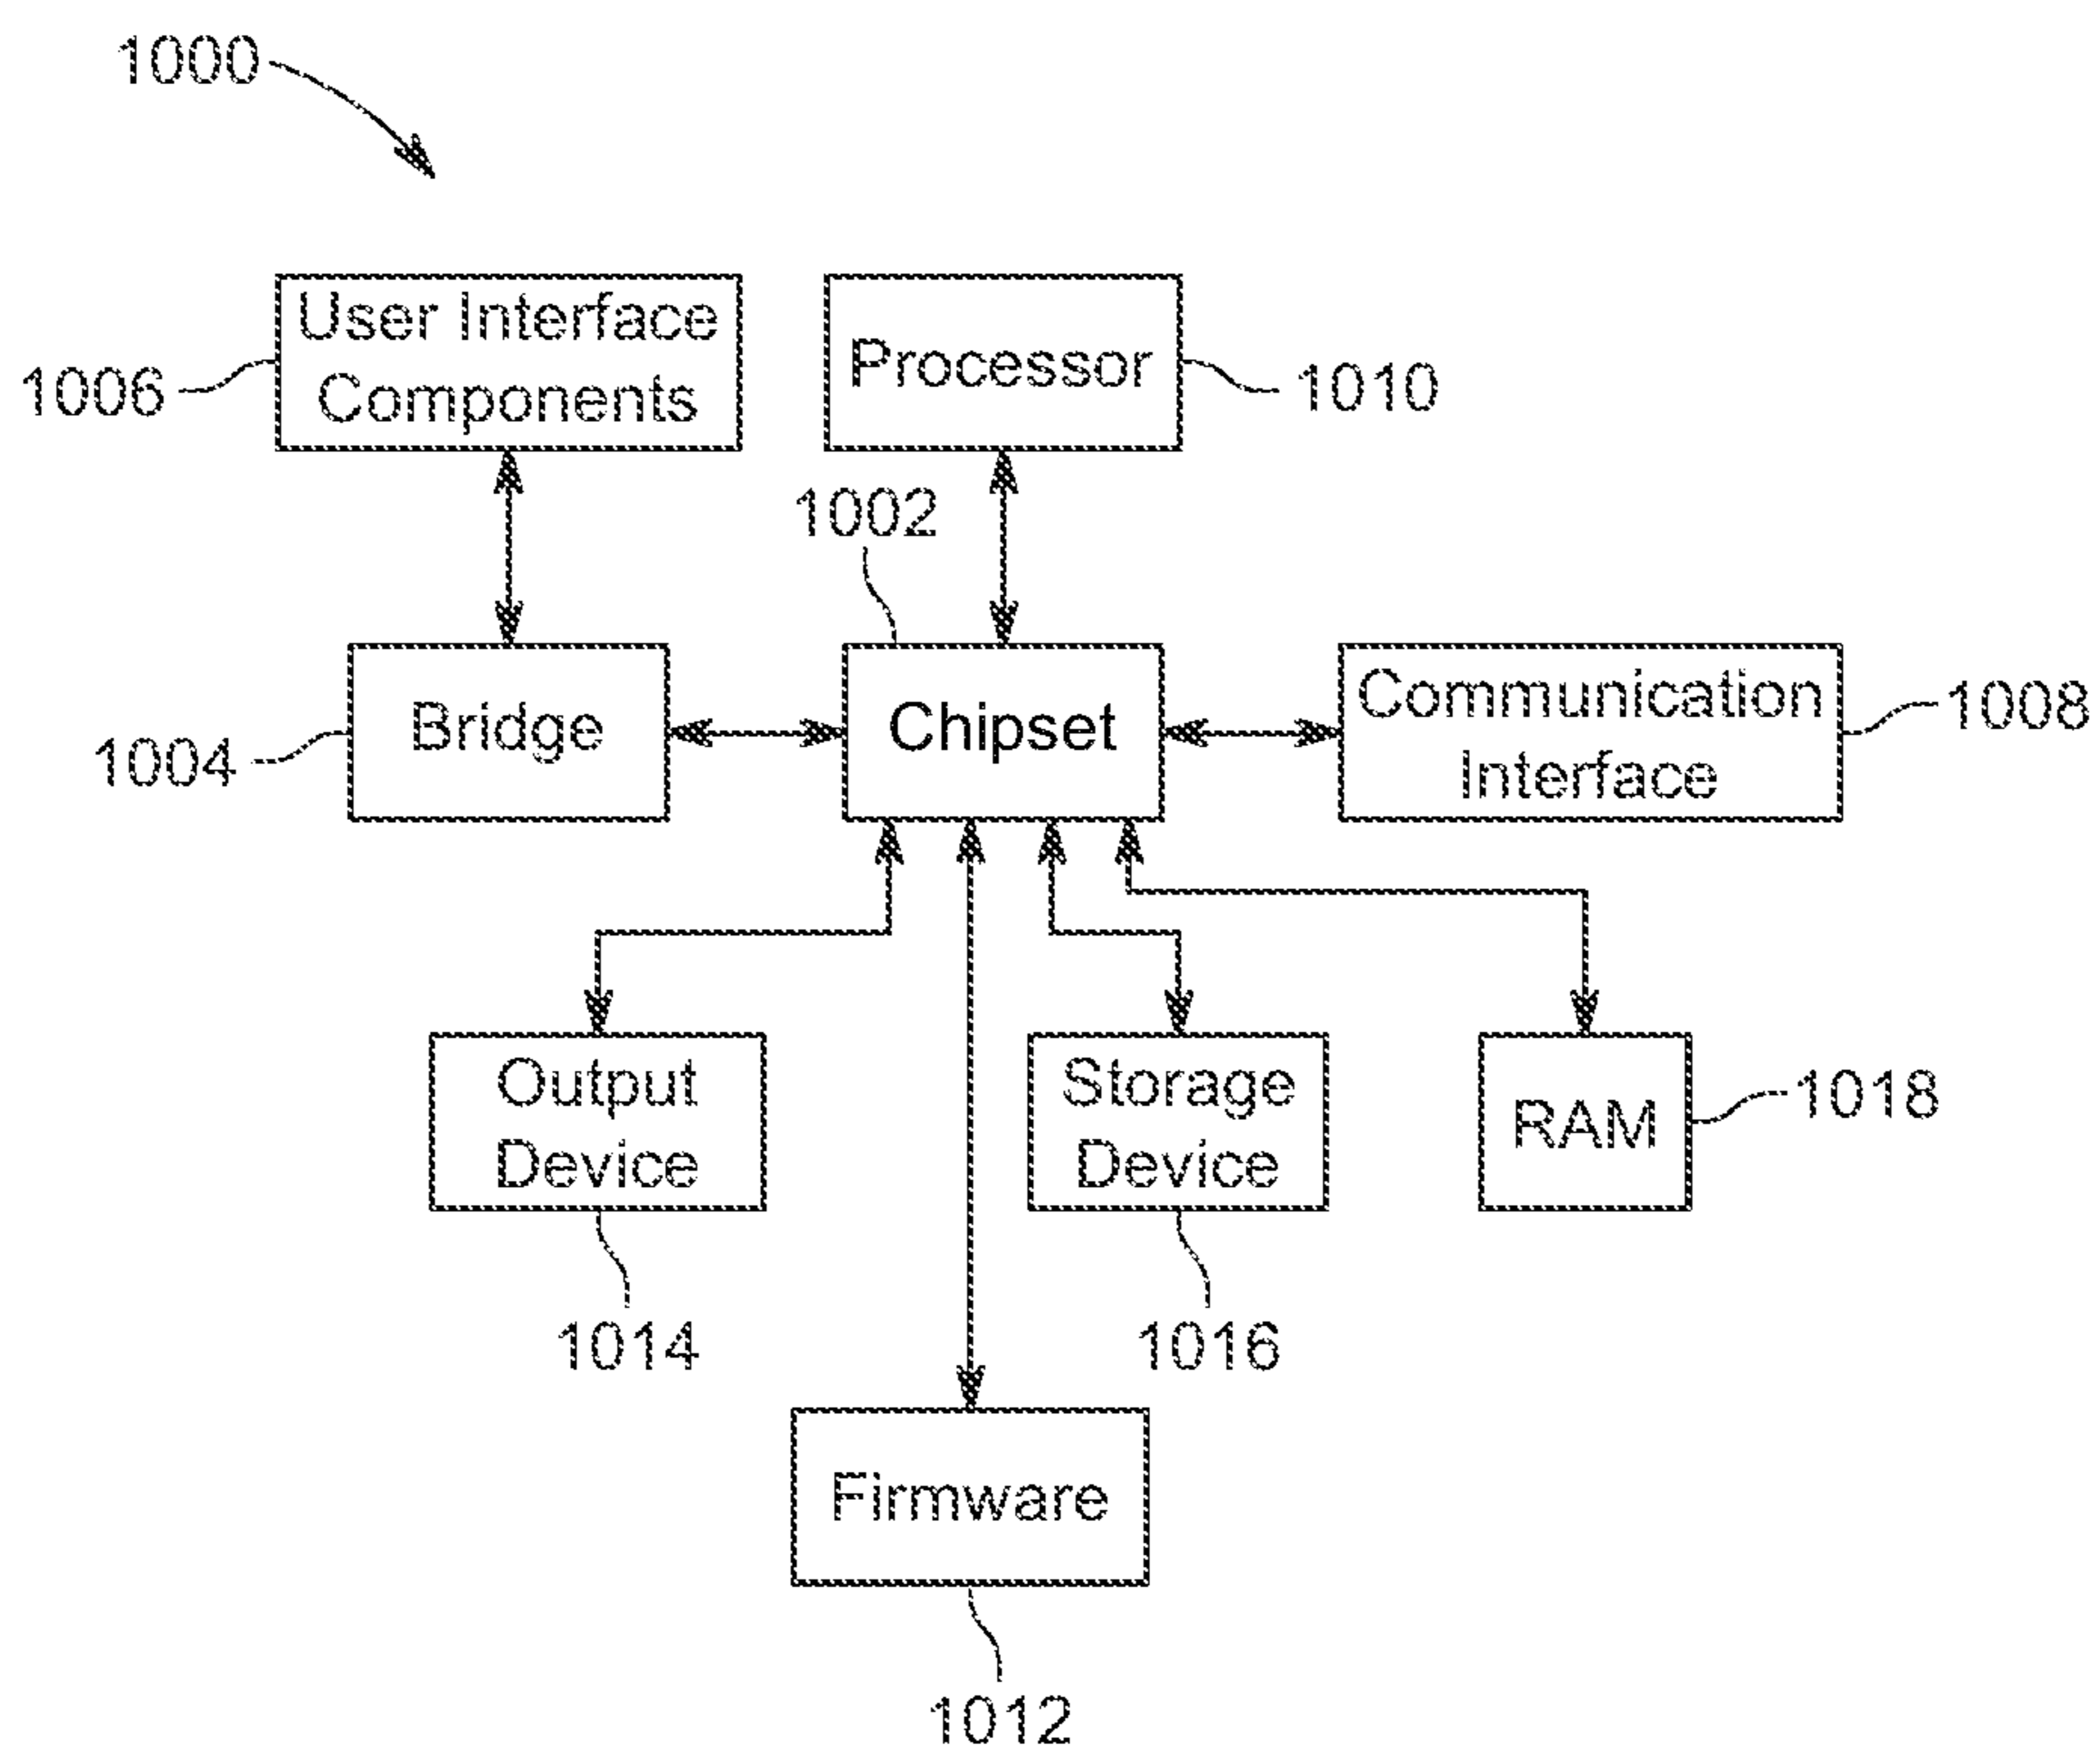 1000
User Interface
Components
1006
Processor
1010
1002
Bridge
1004
Chipset
Communication
Interface
1008
Output
Device
1014
Storage
Device
1016
RAM
1018
Firmware
1012